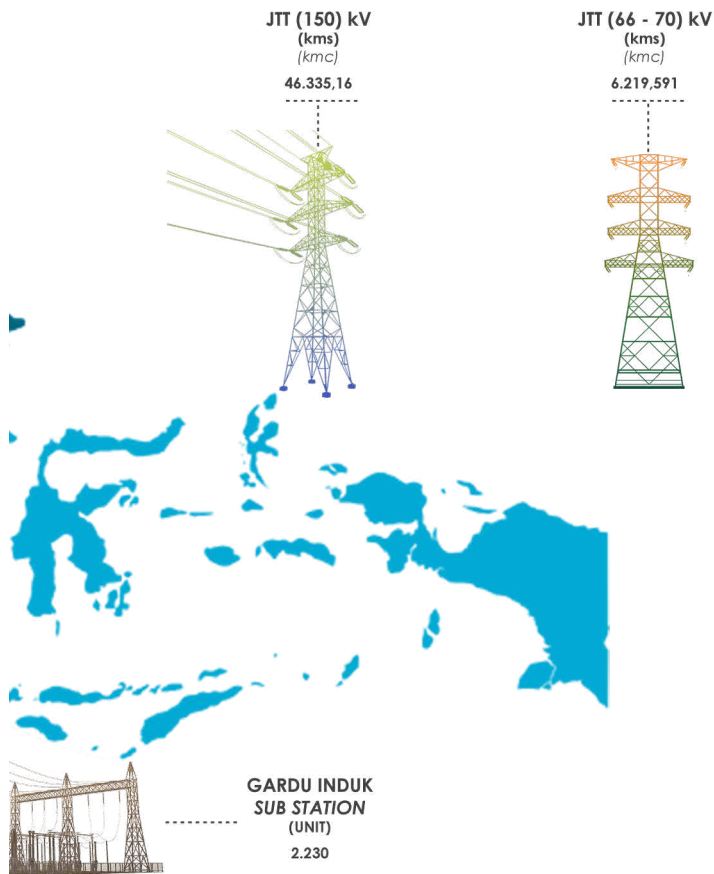 JTT (150) kV
(kms)
(kmc)
46.335,16
JTT (66 - 70) kV
(kms)
(kmc)
6.219,591
GARDU INDUK
SUB STATION
(UNIT)
2.230